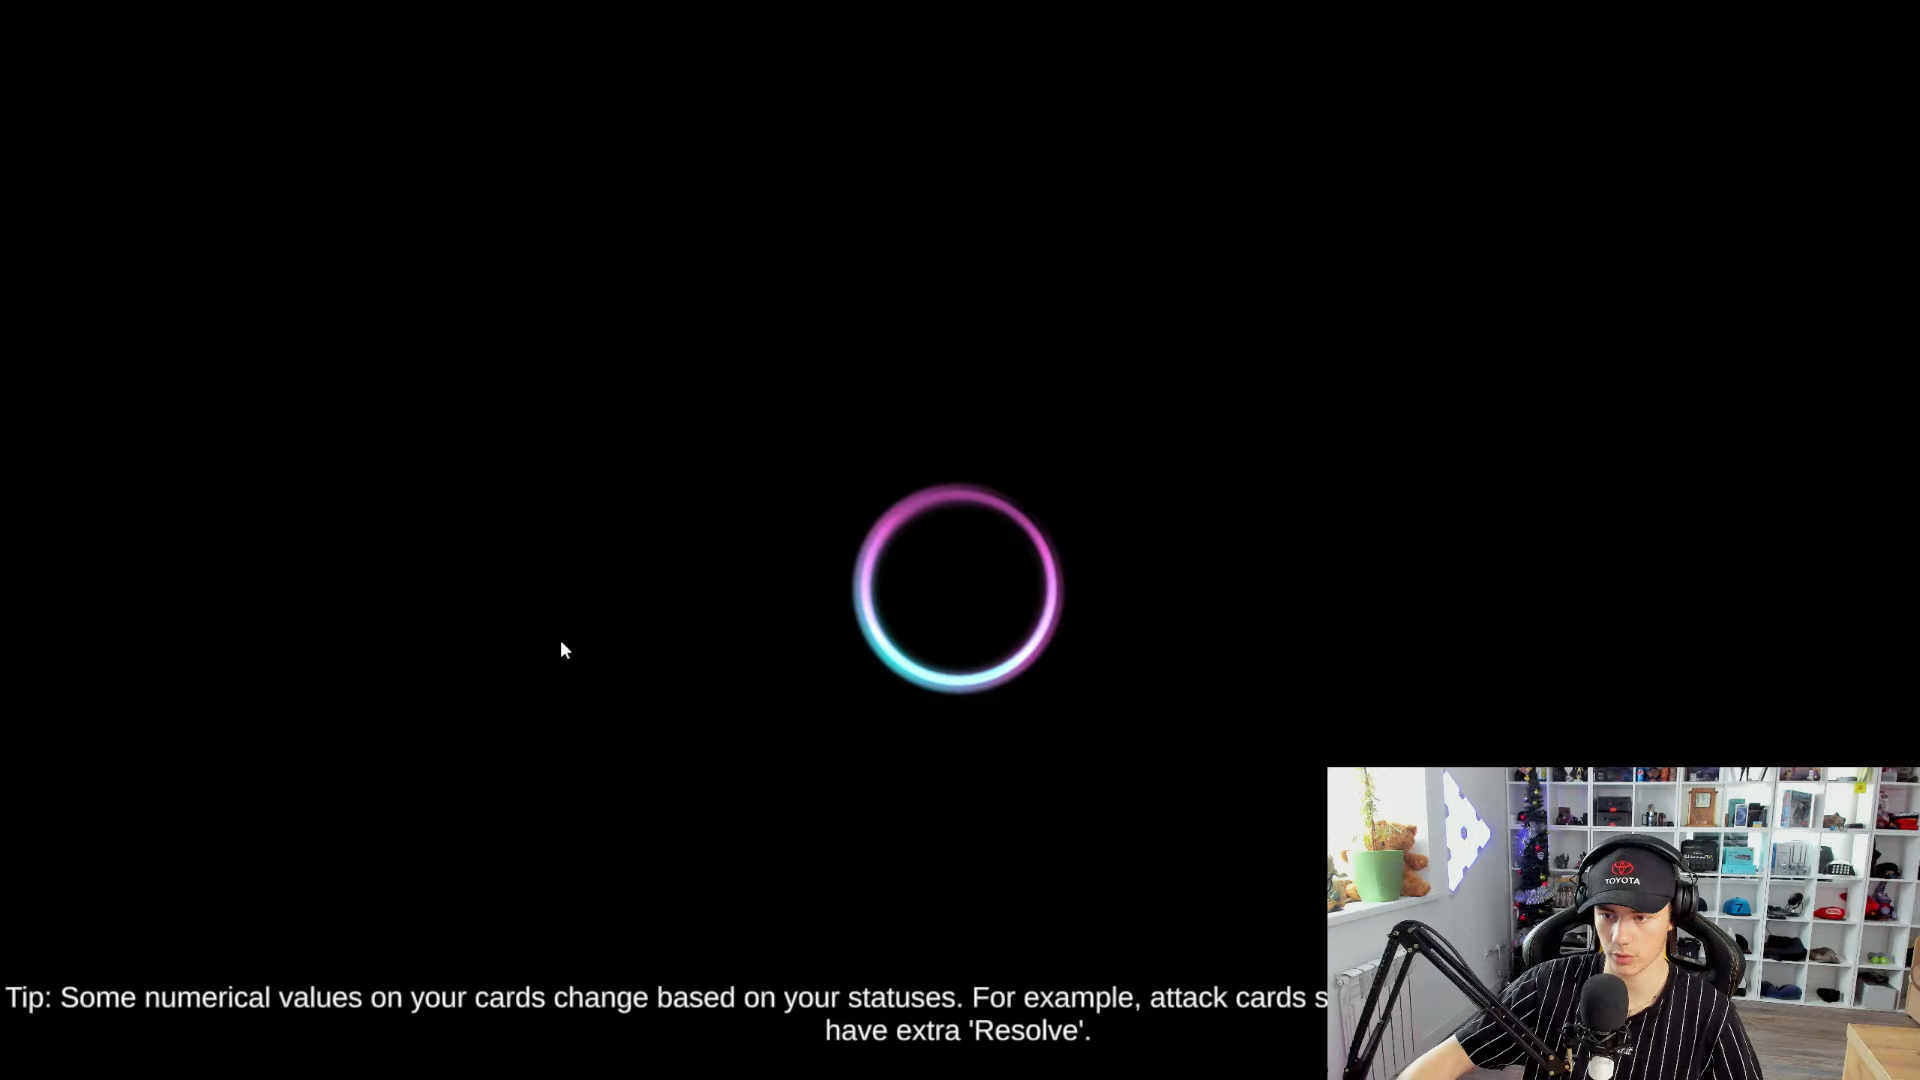 Tip: Some numerical values on your cards change based on your statuses. For example, attack cards s
have extra 'Resolve'.
TOYOTA
7